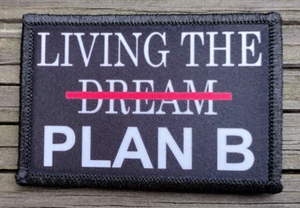 LIVING THE
DREAM
PLAN B